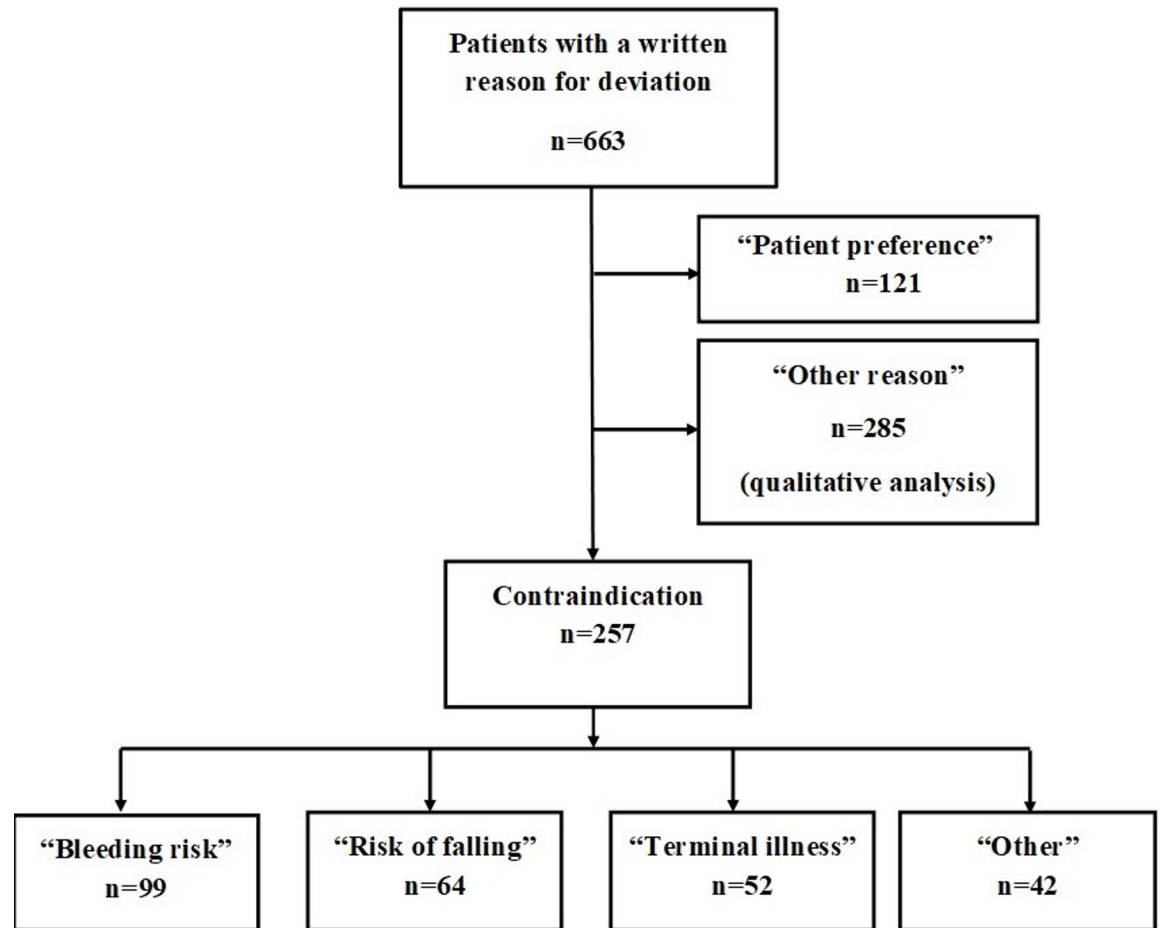 Patients with a written
reason for deviation
n=663
“Patient preference”
n=121
“Other reason”
n=285
(qualitative analysis)
Contraindication
n=257
“Bleeding risk”
n=99
“Risk of falling”
n=64
“Terminal illness”
n=52
“Other”
n=42